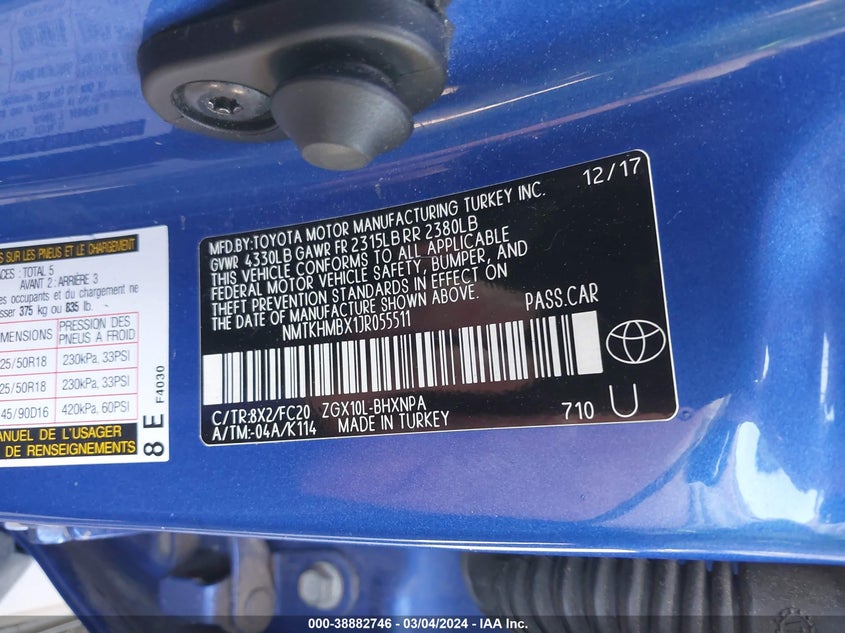 SUR LES PNEUS ET LE CHARGEMENT
TOTAL 5
AVANT 2: ARRIÈRE 3
occupants et du chargement ne
375 kg ou 835 lb.
PRESSION DES
PNEUS À FROID
25/50R18 230kPa, 33PSI
25/50R18 230kPa, 33PSI
45/90D16 420kPa, 60PSI
MANUEL DE L'USAGER
DE RENSEIGNEMENTS
8 E F4030
12/17
MFD.BY:TOYOTA MOTOR MANUFACTURING TURKEY INC.
GVWR 4330LB GAWR FR 2315LB RR 2380LB
THIS VEHICLE CONFORMS TO ALL APPLICABLE
FEDERAL MOTOR VEHICLE SAFETY, BUMPER, AND
THEFT PREVENTION STANDARDS IN EFFECT ON
THE DATE OF MANUFACTURE SHOWN ABOVE.
NMTKHMBX1JR055511 PASS.CAR
C/TR:8X2/FC20 ZGX10L-BHXNPA
A/TM:-04A/K114 MADE IN TURKEY 710 U
000-38882746 - 03/04/2024 - IAA Inc.